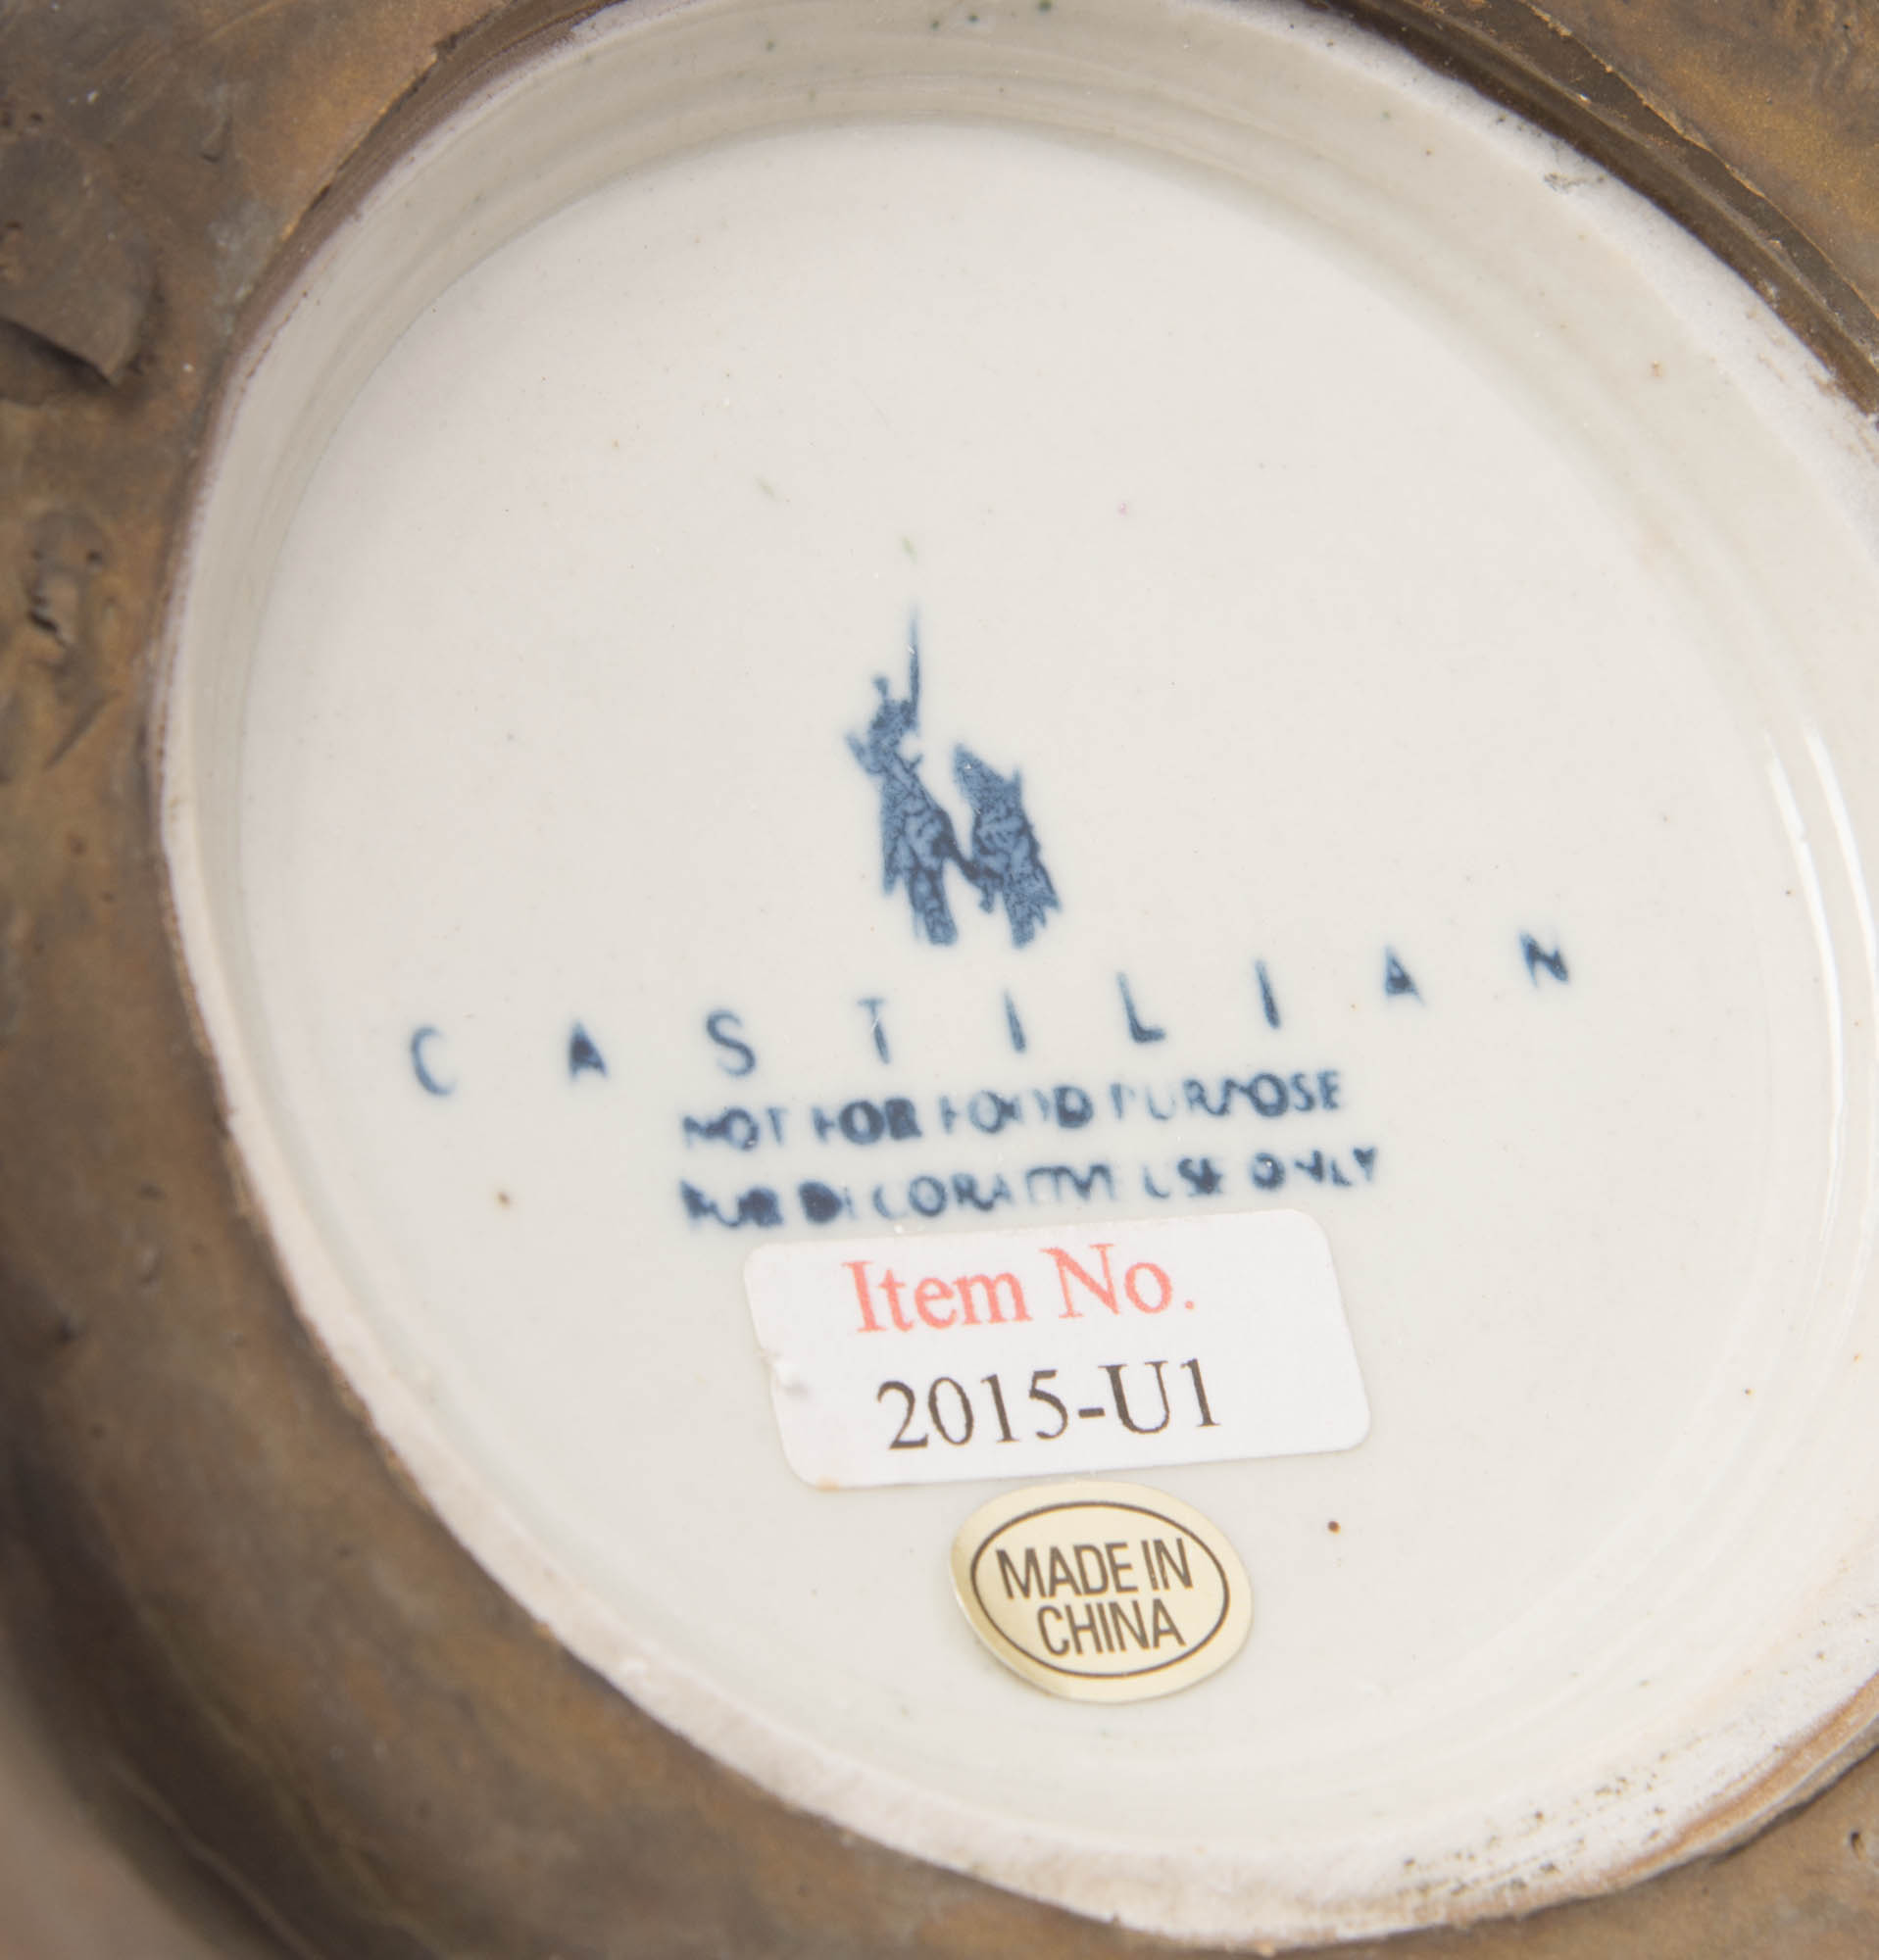 CASTILIAN
NOT FOR FOOD PURPOSE
FOR DECORATIVE USE ONLY
Item No.
2015-U1
MADE IN
CHINA